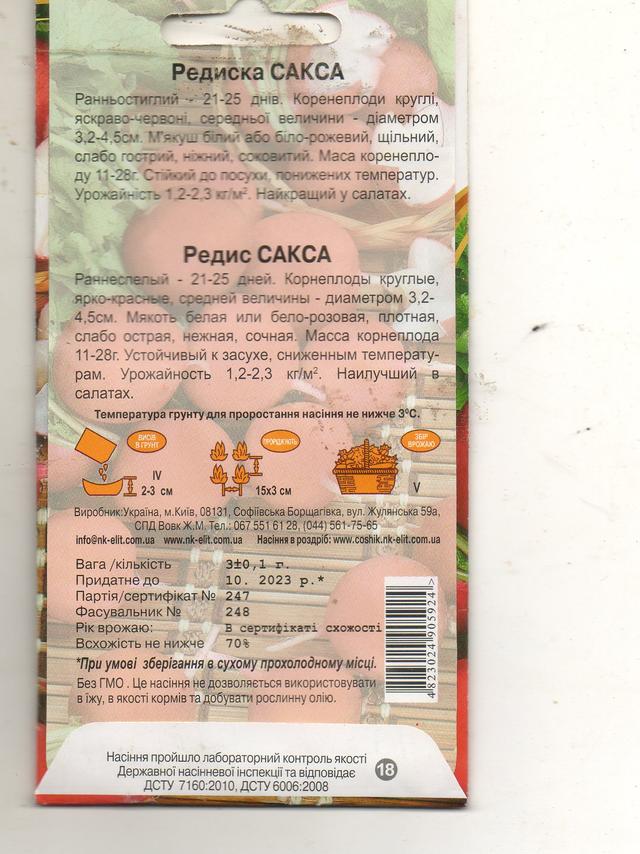 Редиска САКСА
Ранньостиглий - 21-25 днів. Коренеплоди круглі,
яскраво-червоні, середньої величини - діаметром
3,2-4,5см. М'якуш білий або біло-рожевий, щільний,
слабо гострий, ніжний, соковитий. Маса коренепло-
ду 11-28г. Стійкий до посухи, понижених температур.
Урожайність 1,2-2,3 кг/м². Найкращий у салатах.
Редис САКСА
Раннеспелый - 21-25 дней. Корнеплоды круглые,
ярко-красные, средней величины - диаметром 3,2-
4,5см. Мякоть белая или бело-розовая, плотная,
слабо острая, нежная, сочная. Масса корнеплода
11-28г. Устойчивый к засухе, сниженным температу-
рам. Урожайность 1,2-2,3 кг/м². Наилучший в
салатах.
Температура грунту для проростання насіння не нижче 3°С.
ВИСІВ
В ГРУНТ
ПРОРІДЖУЮТЬ
ЗБІР
ВРОЖАЮ
IV
2-3 см
15х3 см
V
Виробник:Україна, м.Київ, 08131, Софіївська Борщагівка, вул. Жулянська 59а,
СПД Вовк Ж.М. Тел.: 067 551 61 28, (044) 561-75-65
info@nk-elit.com.ua www.nk-elit.com.ua Насіння в роздріб: www.coshik.nk-elit.com.ua
Вага /кількість 3±0,1 г.
Придатне до 10. 2023 р.*
Партія/сертифікат № 247
Фасувальник № 248
Рік врожаю: В сертифікаті схожості
Всхожість не нижче 70%
*При умові зберігання в сухому прохолодному місці.
Без ГМО . Це насіння не дозволяється використовувати
в їжу, в якості кормів та добувати рослинну олію.
4 823024 905924 >
Насіння пройшло лабораторний контроль якості
Державної насінневої інспекції та відповідає
ДСТУ 7160:2010, ДСТУ 6006:2008
18